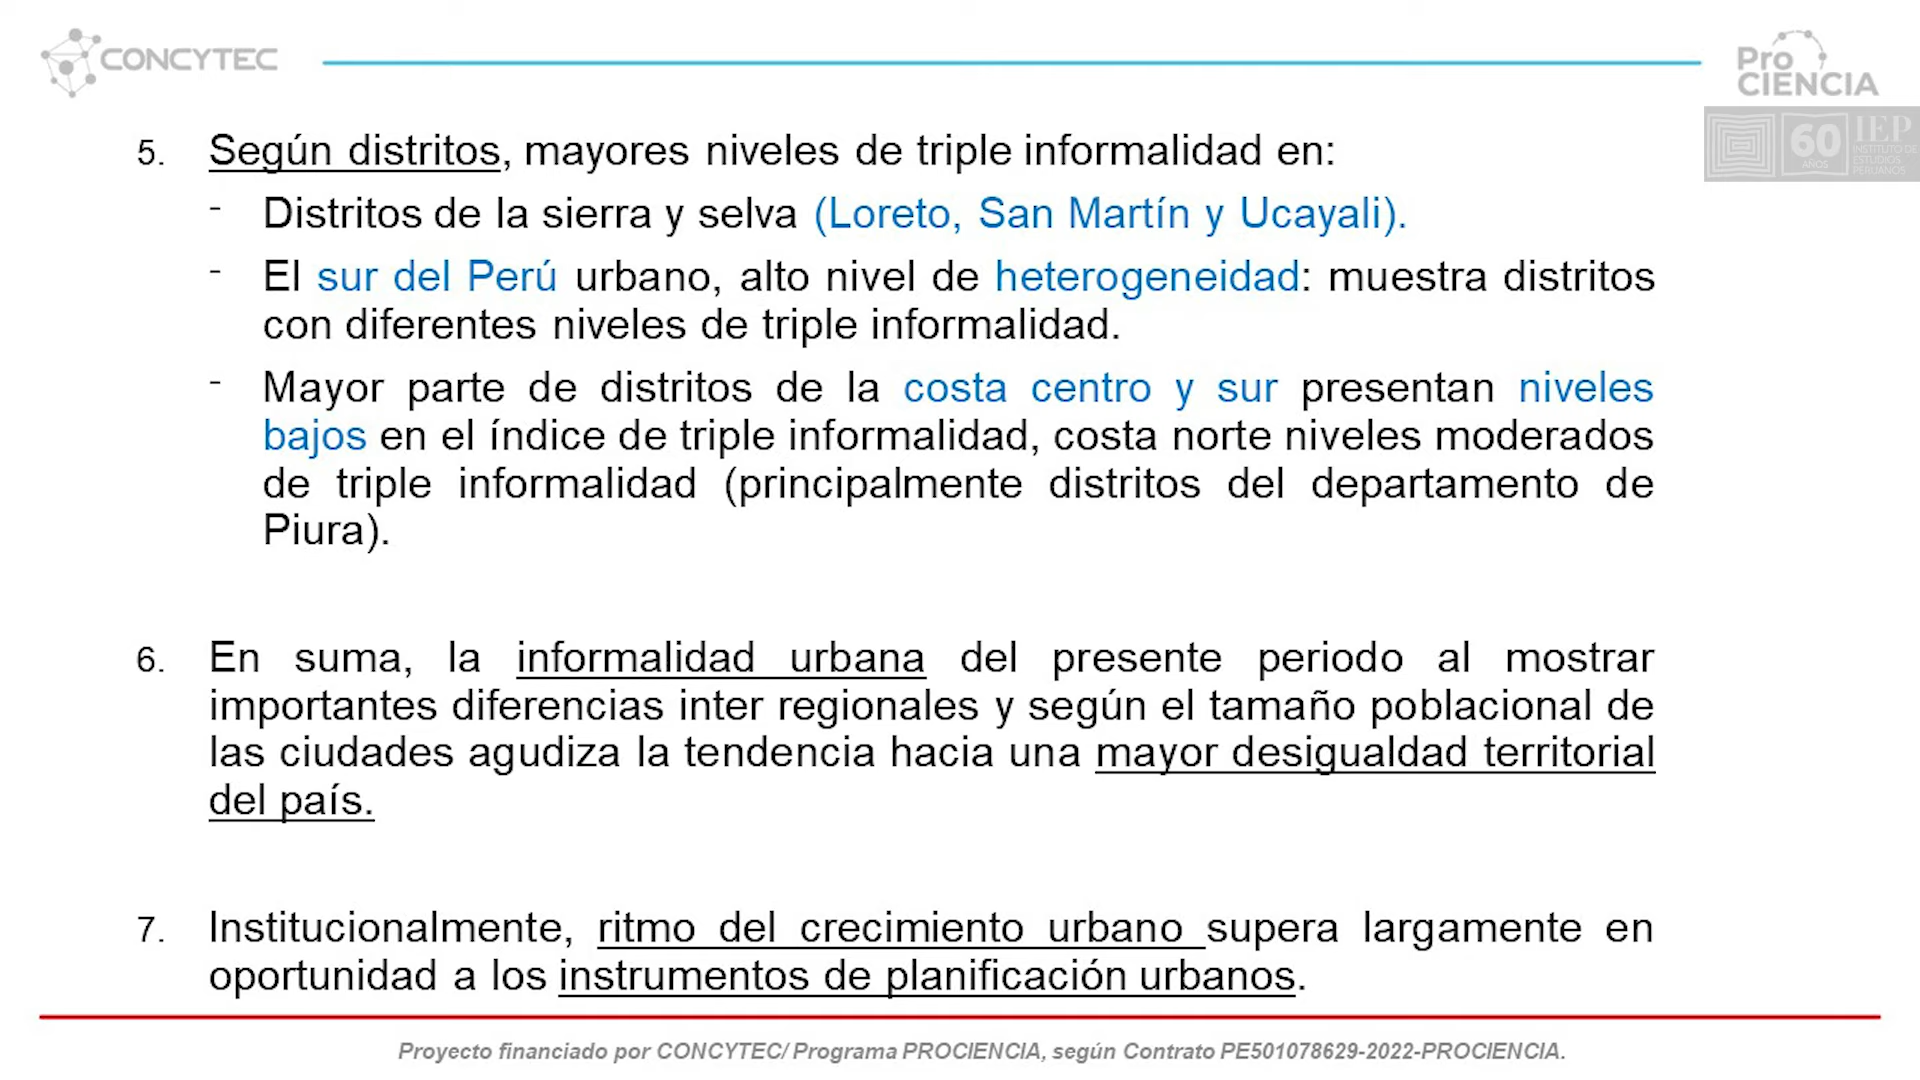 CONCYTEC
Pro
CIENCIA
60
AÑOS
IEP
INSTITUTO DE
ESTUDIOS
PERUANOS
5. Según distritos, mayores niveles de triple informalidad en:
- Distritos de la sierra y selva (Loreto, San Martín y Ucayali).
- El sur del Perú urbano, alto nivel de heterogeneidad: muestra distritos
con diferentes niveles de triple informalidad.
- Mayor parte de distritos de la costa centro y sur presentan niveles
bajos en el índice de triple informalidad, costa norte niveles moderados
de triple informalidad (principalmente distritos del departamento de
Piura).
6. En suma, la informalidad urbana del presente periodo al mostrar
importantes diferencias inter regionales y según el tamaño poblacional de
las ciudades agudiza la tendencia hacia una mayor desigualdad territorial
del país.
7. Institucionalmente, ritmo del crecimiento urbano supera largamente en
oportunidad a los instrumentos de planificación urbanos.
Proyecto financiado por CONCYTEC/ Programa PROCIENCIA, según Contrato PE501078629-2022-PROCIENCIA.